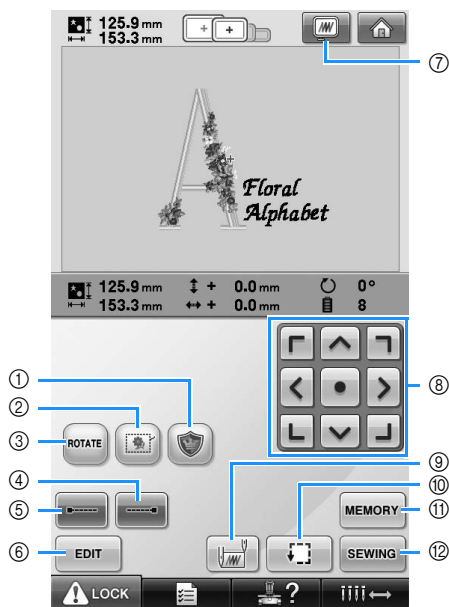 125.9 mm
153.3 mm
⑦
Floral
Alphabet
125.9 mm + 0.0 mm 0°
153.3 mm + 0.0 mm 8
①
⑧
②
③ ROTATE
④
⑨
⑩
⑤ MEMORY ⑪
⑥ EDIT SEWING ⑫
LOCK ?